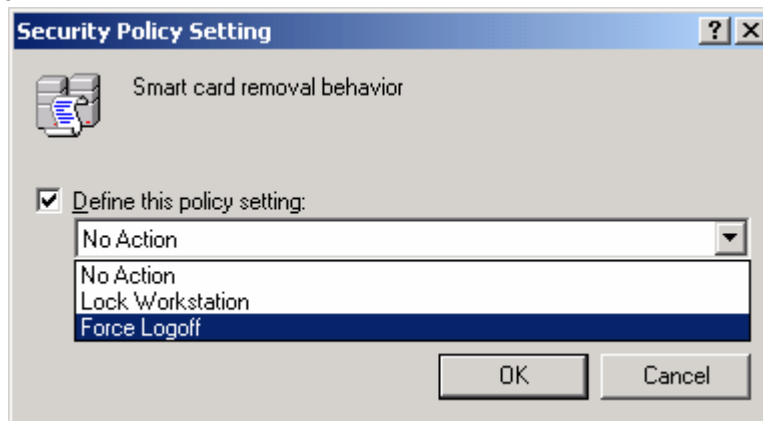 Security Policy Setting
Smart card removal behavior
Define this policy setting:
No Action
No Action
Lock Workstation
Force Logoff
OK Cancel